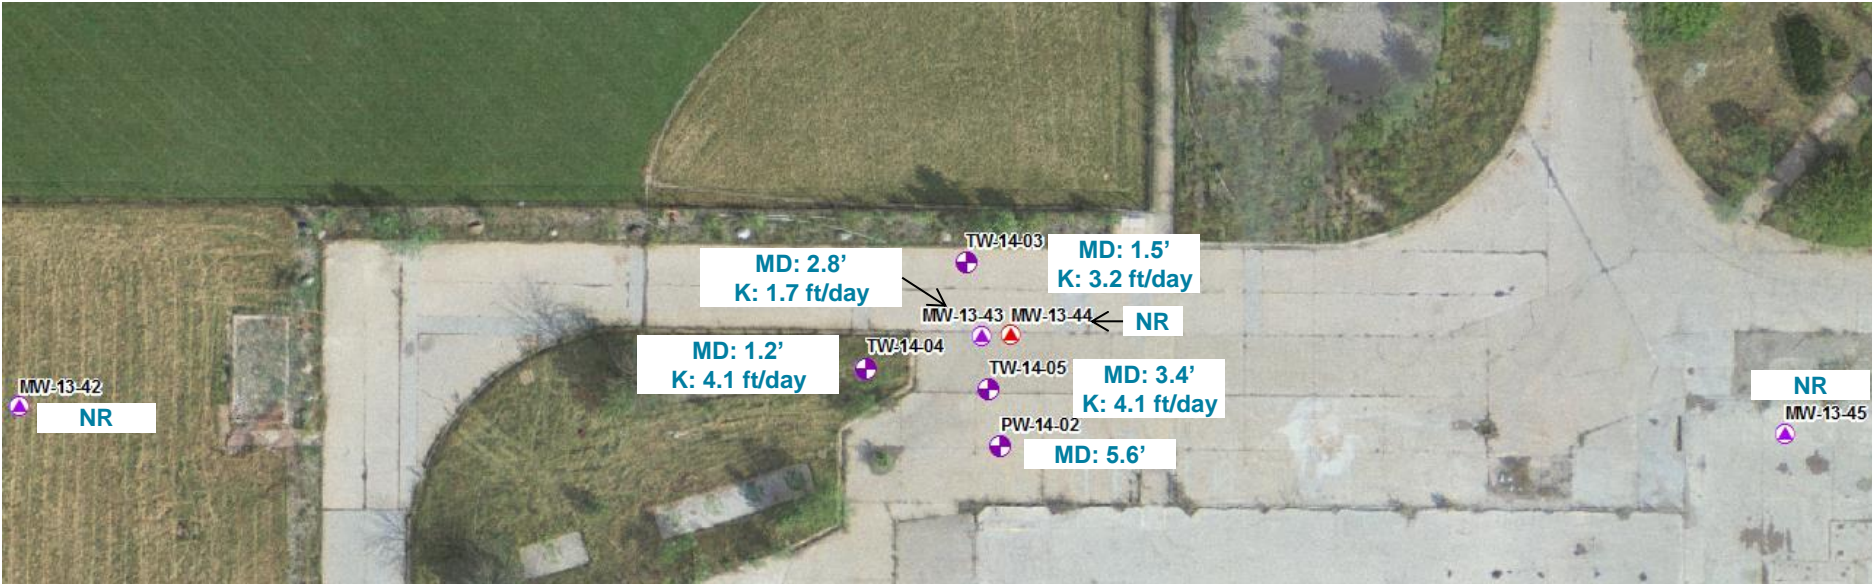 TW-14-03
MD: 1.5’
K: 3.2 ft/day
MD: 2.8’
K: 1.7 ft/day
MW-13-43
MW-13-44
NR
MD: 1.2’
K: 4.1 ft/day
TW-14-04
TW-14-05
MD: 3.4’
K: 4.1 ft/day
MW-13-42
NR
NR
MW-13-45
PW-14-02
MD: 5.6’